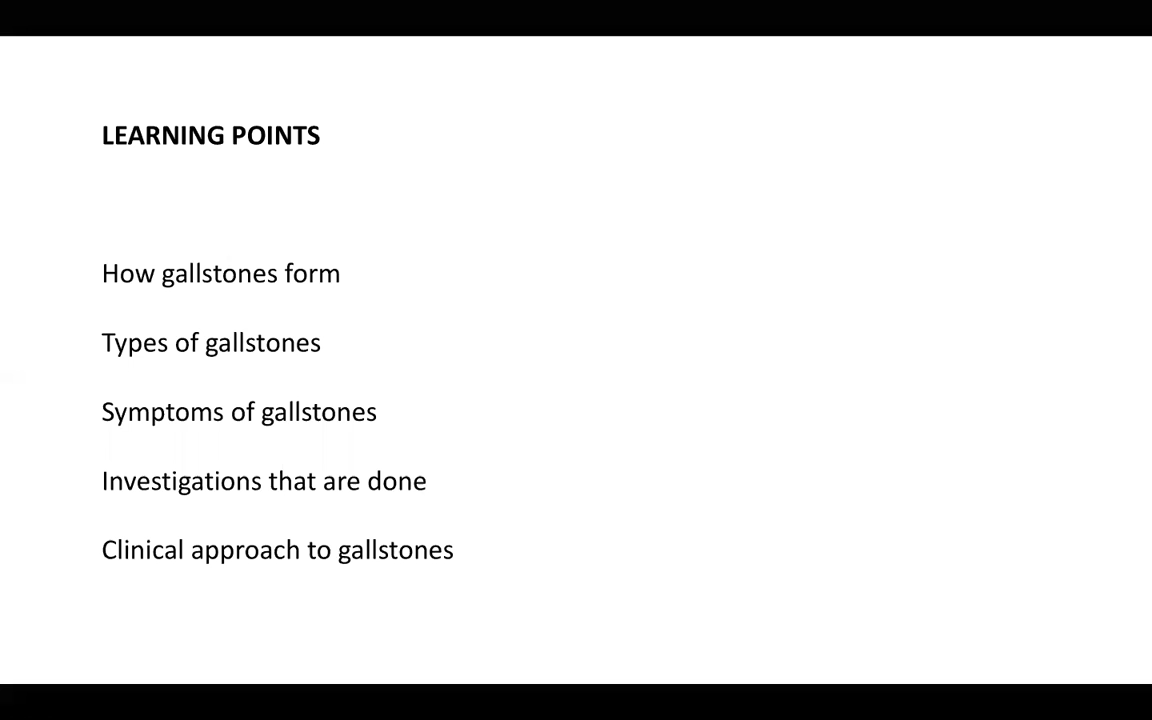 LEARNING POINTS
How gallstones form
Types of gallstones
Symptoms of gallstones
Investigations that are done
Clinical approach to gallstones